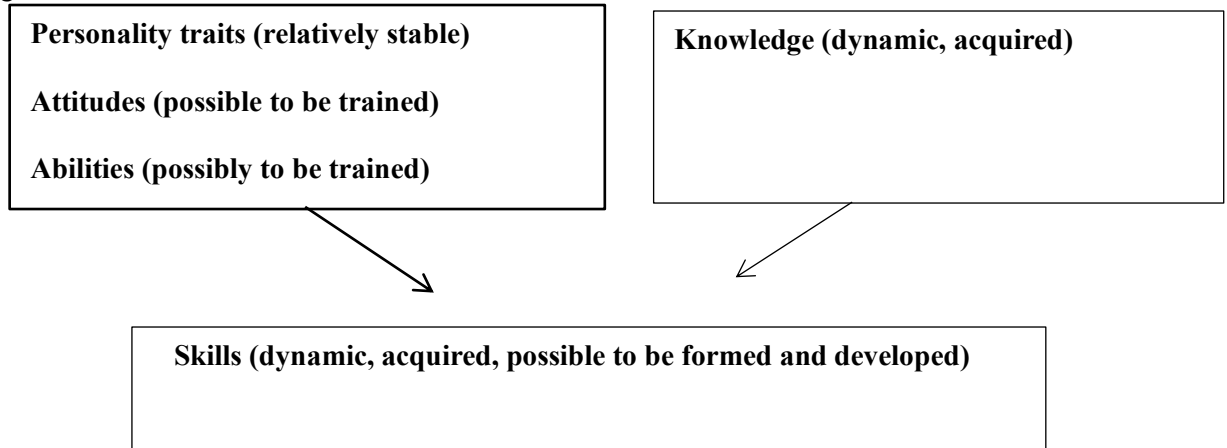 Personality traits (relatively stable)
Attitudes (possible to be trained)
Abilities (possibly to be trained)
Knowledge (dynamic, acquired)
Skills (dynamic, acquired, possible to be formed and developed)